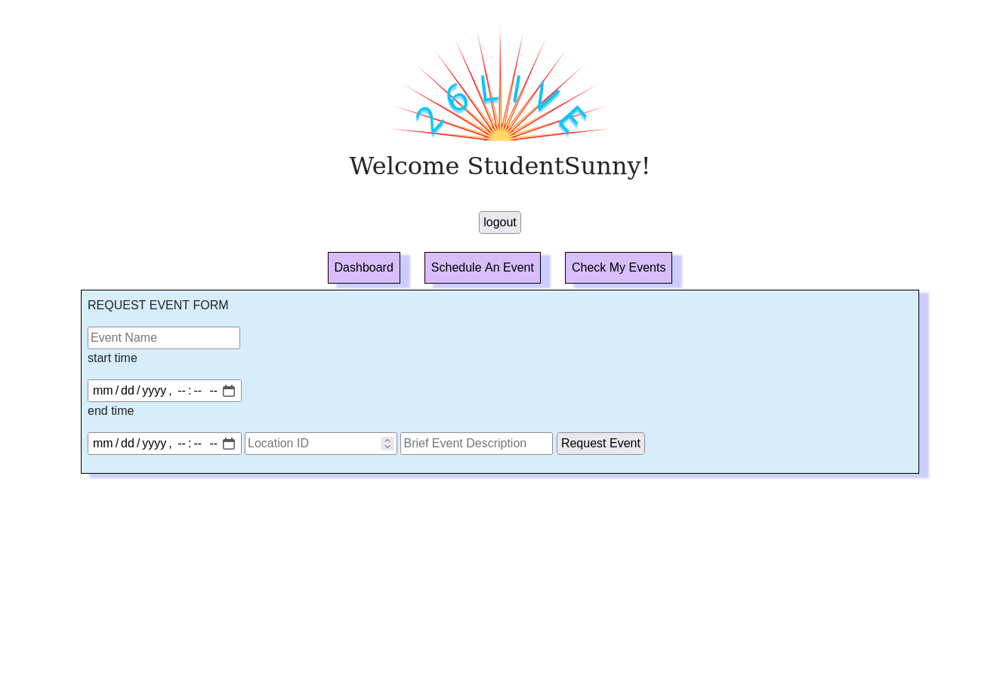 26LIVE
Welcome StudentSunny!
logout
Dashboard Schedule An Event Check My Events
REQUEST EVENT FORM
Event Name
start time
mm/dd/yyyy, --:-- --
end time
mm/dd/yyyy, --:-- -- Location ID Brief Event Description Request Event